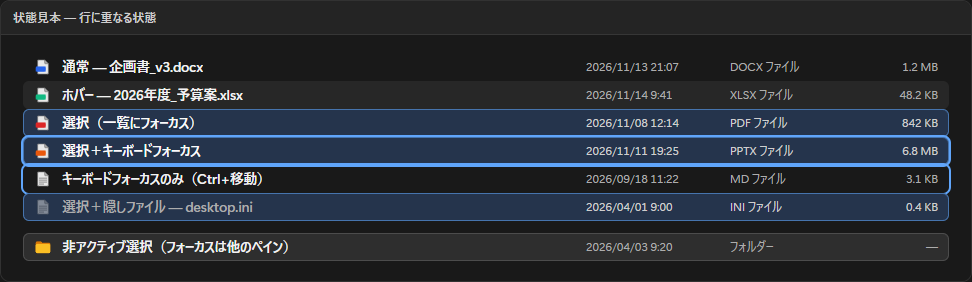 状態見本 — 行に重なる状態
通常 — 企画書_v3.docx 2026/11/13 21:07 DOCX ファイル 1.2 MB
ホバー — 2026年度_予算案.xlsx 2026/11/14 9:41 XLSX ファイル 48.2 KB
選択（一覧にフォーカス） 2026/11/08 12:14 PDF ファイル 842 KB
選択＋キーボードフォーカス 2026/11/11 19:25 PPTX ファイル 6.8 MB
キーボードフォーカスのみ（Ctrl+移動） 2026/09/18 11:22 MD ファイル 3.1 KB
選択＋隠しファイル — desktop.ini 2026/04/01 9:00 INI ファイル 0.4 KB
非アクティブ選択（フォーカスは他のペイン） 2026/04/03 9:20 フォルダー —